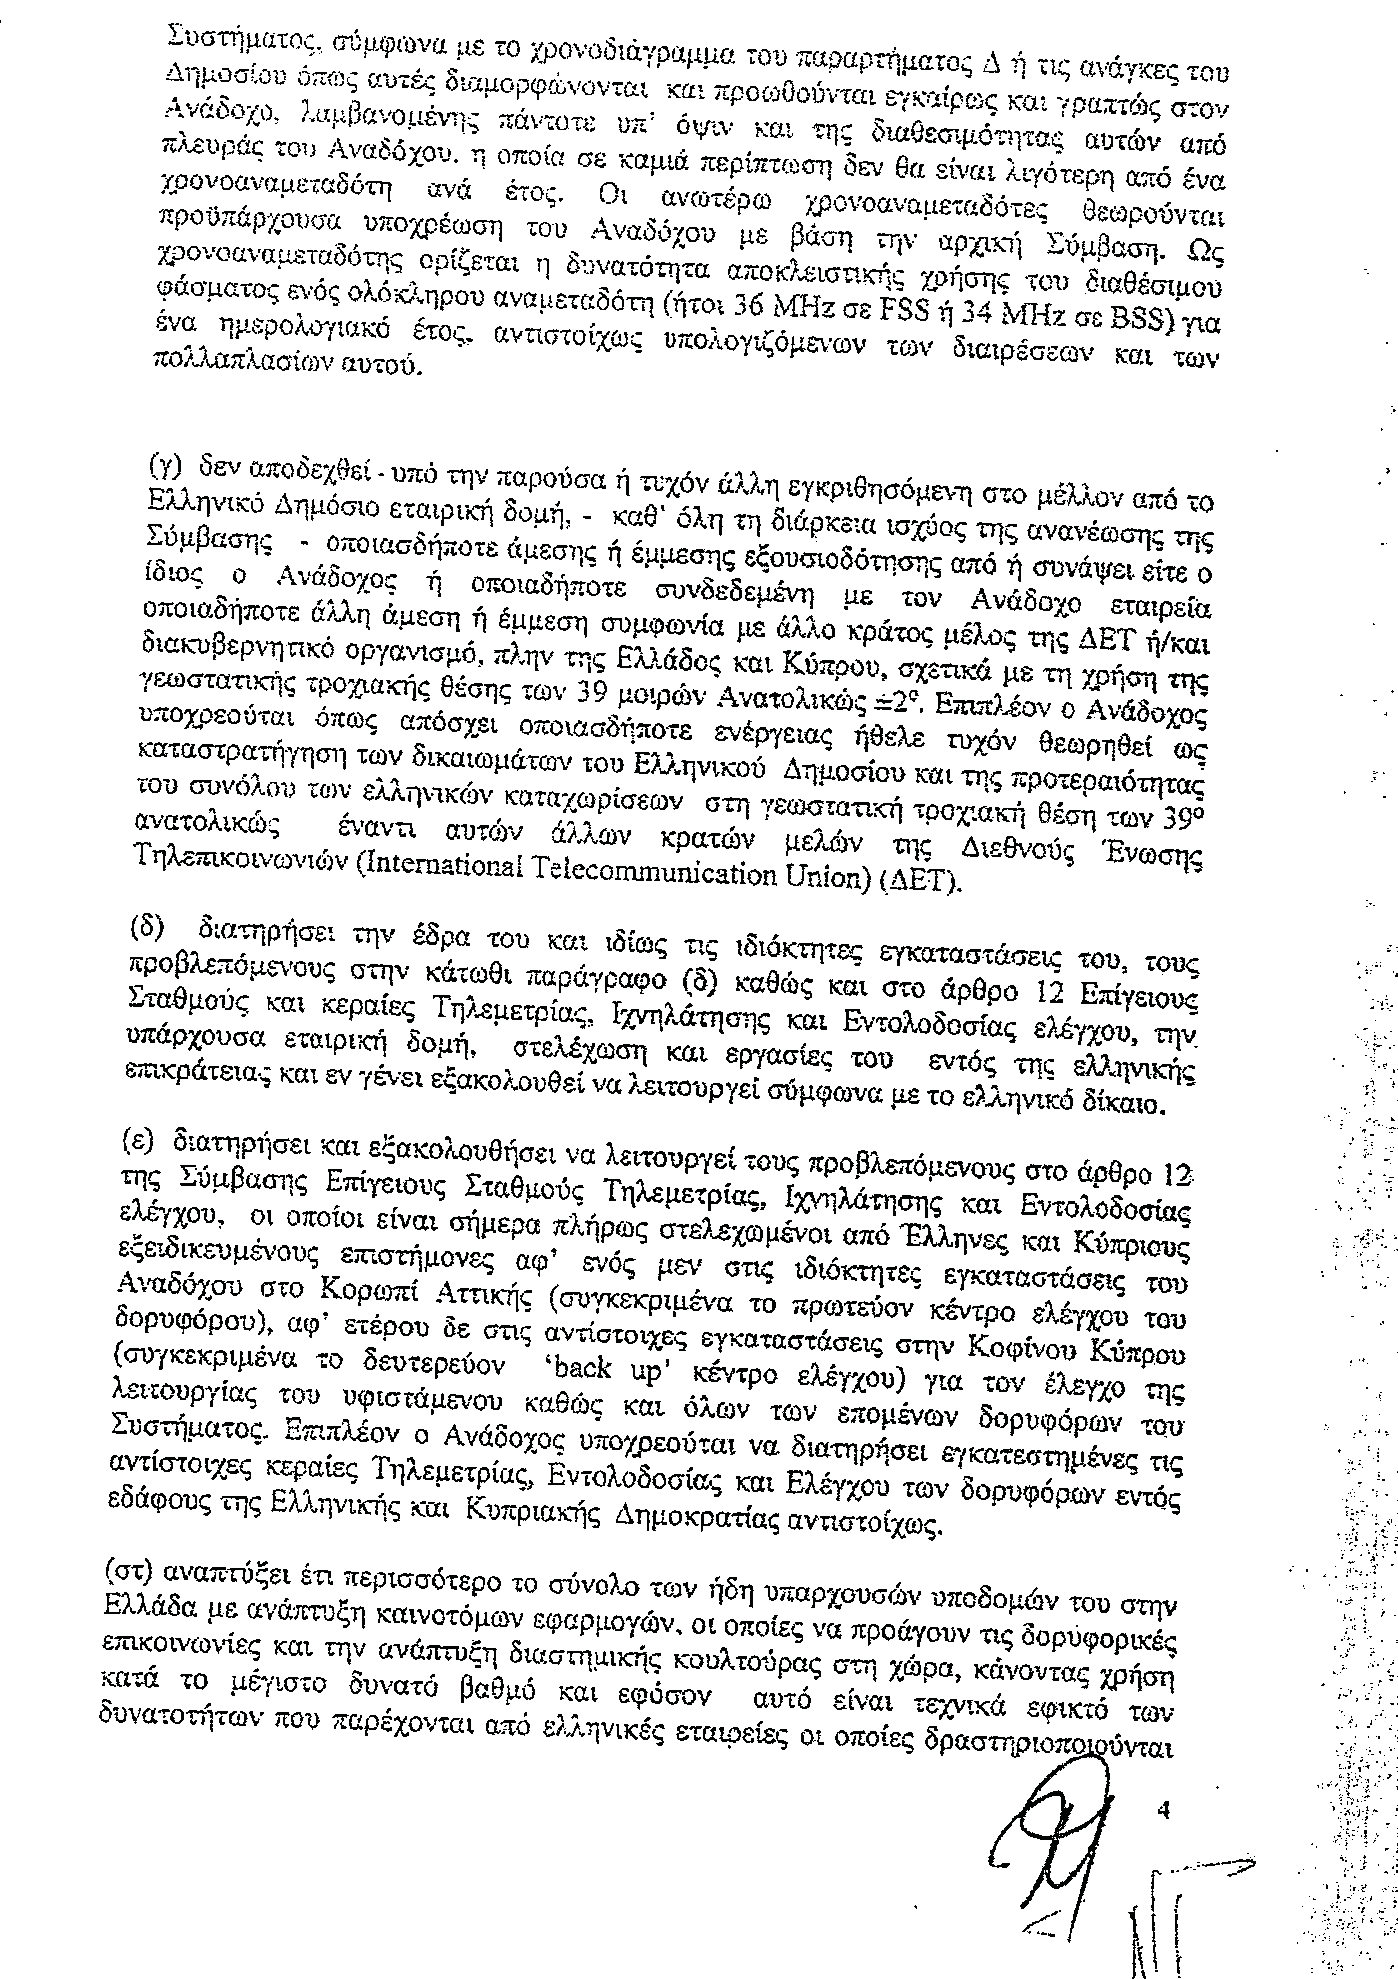 Συστήματος, σύμφωνα με το χρονοδιάγραμμα του παραρτήματος Δ ή τις ανάγκες του
Δημοσίου όπως αυτές διαμορφώνονται και προωθούνται εγκαίρως και γραπτώς στον
Ανάδοχο, λαμβανομένης πάντοτε υπ' όψιν και της διαθεσιμότητας αυτών από
πλευράς του Αναδόχου, η οποία σε καμιά περίπτωση δεν θα είναι λιγότερη από ένα
χρονοαναμεταδότη ανά έτος. Οι ανωτέρω χρονοαναμεταδότες θεωρούνται
προϋπάρχουσα υποχρέωση του Αναδόχου με βάση την αρχική Σύμβαση. Ως
χρονοαναμεταδότης ορίζεται η δυνατότητα αποκλειστικής χρήσης του διαθέσιμου
φάσματος ενός ολόκληρου αναμεταδότη (ήτοι 36 MHz σε FSS ή 34 MHz σε BSS) για
ένα ημερολογιακό έτος, αντιστοίχως υπολογιζόμενων των διαιρέσεων και των
πολλαπλασίων αυτού.
(γ) δεν αποδεχθεί - υπό την παρούσα ή τυχόν άλλη εγκριθησόμενη στο μέλλον από το
Ελληνικό Δημόσιο εταιρική δομή, - καθ' όλη τη διάρκεια ισχύος της ανανέωσης της
Σύμβασης - οποιασδήποτε άμεσης ή έμμεσης εξουσιοδότησης από ή συνάψει είτε ο
ίδιος ο Ανάδοχος ή οποιαδήποτε συνδεδεμένη με τον Ανάδοχο εταιρεία
οποιαδήποτε άλλη άμεση ή έμμεση συμφωνία με άλλο κράτος μέλος της ΔΕΤ ή/και
διακυβερνητικό οργανισμό, πλην της Ελλάδος και Κύπρου, σχετικά με τη χρήση της
γεωστατικής τροχιακής θέσης των 39 μοιρών Ανατολικώς ±2°. Επιπλέον ο Ανάδοχος
υποχρεούται όπως απόσχει οποιασδήποτε ενέργειας ήθελε τυχόν θεωρηθεί ως
καταστρατήγηση των δικαιωμάτων του Ελληνικού Δημοσίου και της προτεραιότητας
του συνόλου των ελληνικών καταχωρίσεων στη γεωστατική τροχιακή θέση των 39°
ανατολικώς έναντι αυτών άλλων κρατών μελών της Διεθνούς Ένωσης
Τηλεπικοινωνιών (International Telecommunication Union) (ΔΕΤ).
(δ) διατηρήσει την έδρα του και ιδίως τις ιδιόκτητες εγκαταστάσεις του, τους
προβλεπόμενους στην κάτωθι παράγραφο (δ) καθώς και στο άρθρο 12 Επίγειους
Σταθμούς και κεραίες Τηλεμετρίας, Ιχνηλάτησης και Εντολοδοσίας ελέγχου, την
υπάρχουσα εταιρική δομή, στελέχωση και εργασίες του εντός της ελληνικής
επικράτειας και εν γένει εξακολουθεί να λειτουργεί σύμφωνα με το ελληνικό δίκαιο.
(ε) διατηρήσει και εξακολουθήσει να λειτουργεί τους προβλεπόμενους στο άρθρο 12
της Σύμβασης Επίγειους Σταθμούς Τηλεμετρίας, Ιχνηλάτησης και Εντολοδοσίας
ελέγχου, οι οποίοι είναι σήμερα πλήρως στελεχωμένοι από Έλληνες και Κύπριους
εξειδικευμένους επιστήμονες αφ' ενός μεν στις ιδιόκτητες εγκαταστάσεις του
Αναδόχου στο Κορωπί Αττικής (συγκεκριμένα το πρωτεύον κέντρο ελέγχου του
δορυφόρου), αφ' ετέρου δε στις αντίστοιχες εγκαταστάσεις στην Κοφίνου Κύπρου
(συγκεκριμένα το δευτερεύον 'back up' κέντρο ελέγχου) για τον έλεγχο της
λειτουργίας του υφιστάμενου καθώς και όλων των επομένων δορυφόρων του
Συστήματος. Επιπλέον ο Ανάδοχος υποχρεούται να διατηρήσει εγκατεστημένες τις
αντίστοιχες κεραίες Τηλεμετρίας, Εντολοδοσίας και Ελέγχου των δορυφόρων εντός
εδάφους της Ελληνικής και Κυπριακής Δημοκρατίας αντιστοίχως.
(στ) αναπτύξει έτι περισσότερο το σύνολο των ήδη υπαρχουσών υποδομών του στην
Ελλάδα με ανάπτυξη καινοτόμων εφαρμογών, οι οποίες να προάγουν τις δορυφορικές
επικοινωνίες και την ανάπτυξη διαστημικής κουλτούρας στη χώρα, κάνοντας χρήση
κατά το μέγιστο δυνατό βαθμό και εφόσον αυτό είναι τεχνικά εφικτό των
δυνατοτήτων που παρέχονται από ελληνικές εταιρείες οι οποίες δραστηριοποιούνται
4